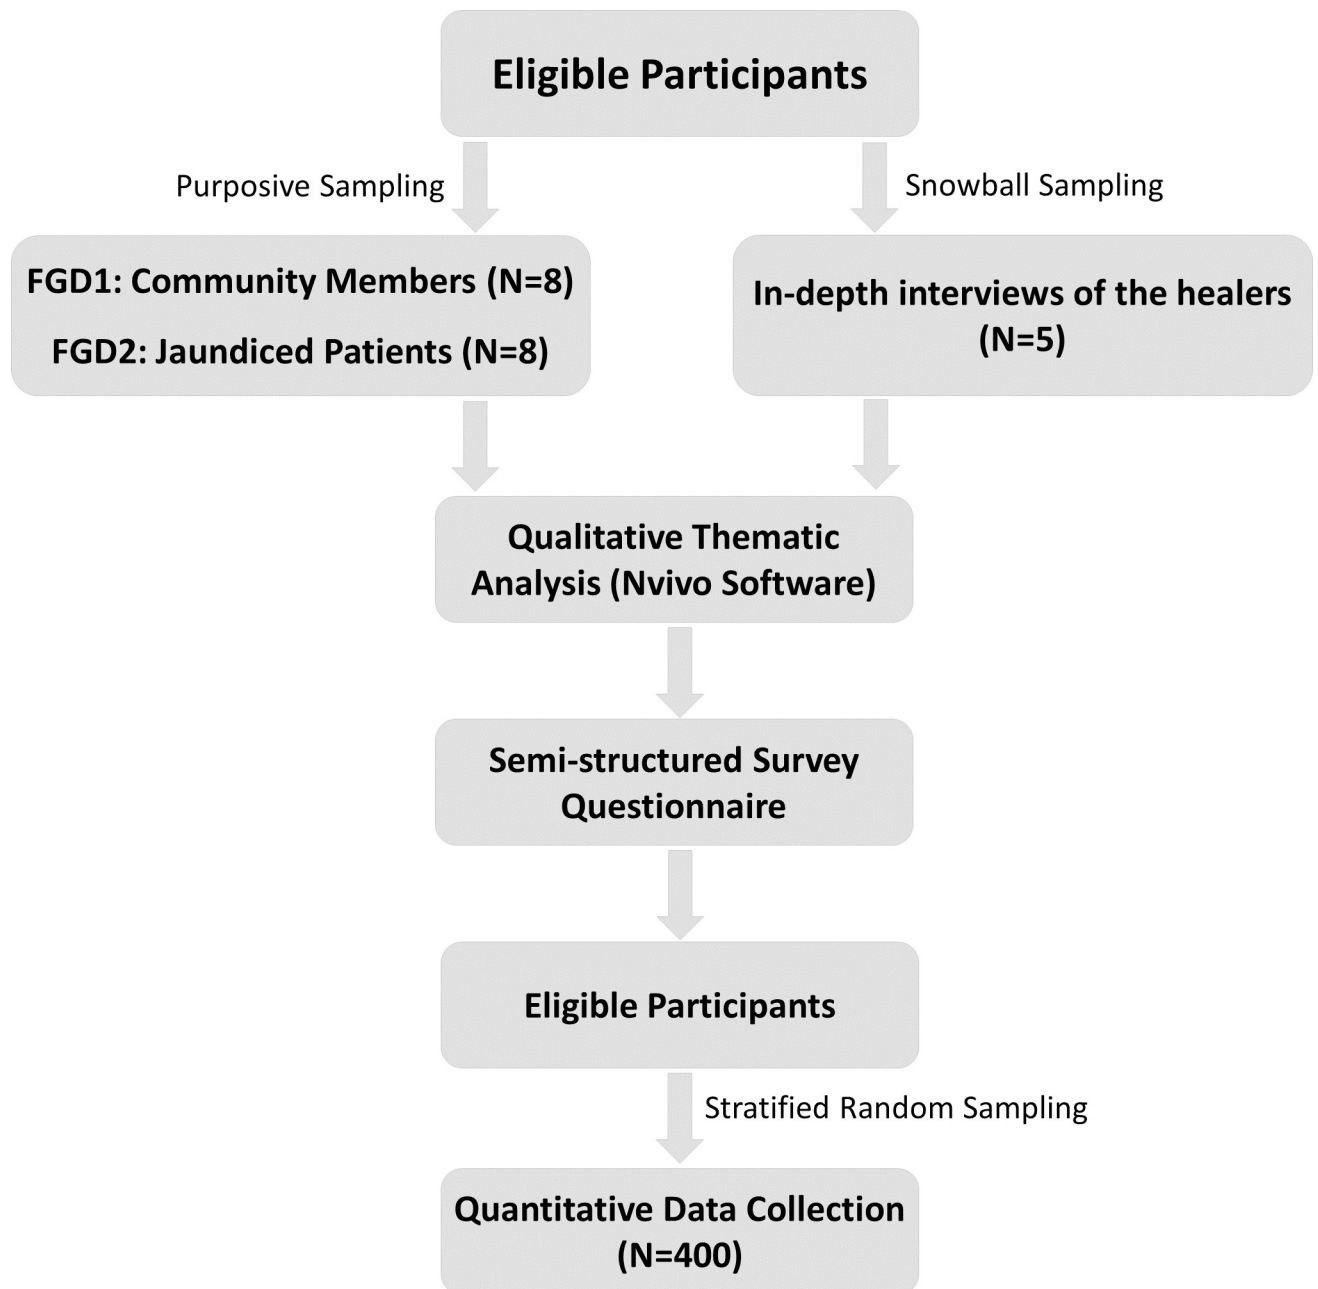 Eligible Participants
Purposive Sampling
Snowball Sampling
FGD1: Community Members (N=8)
FGD2: Jaundiced Patients (N=8)
In-depth interviews of the healers
(N=5)
Qualitative Thematic
Analysis (Nvivo Software)
Semi-structured Survey
Questionnaire
Eligible Participants
Stratified Random Sampling
Quantitative Data Collection
(N=400)